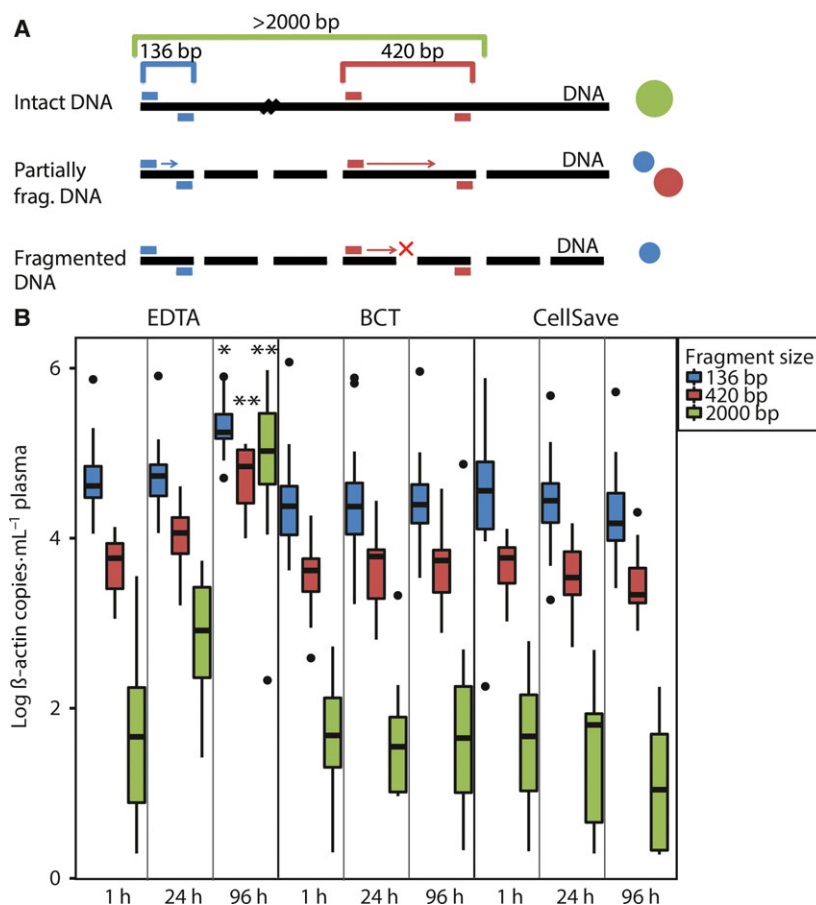 A
>2000 bp
136 bp
420 bp
Intact DNA
DNA
Partially
frag. DNA
DNA
Fragmented
DNA
DNA
B
EDTA
BCT
CellSave
Fragment size
136 bp
420 bp
2000 bp
* ** **
Log ß-actin copies·mL⁻¹ plasma
6
4
2
0
1 h 24 h 96 h 1 h 24 h 96 h 1 h 24 h 96 h